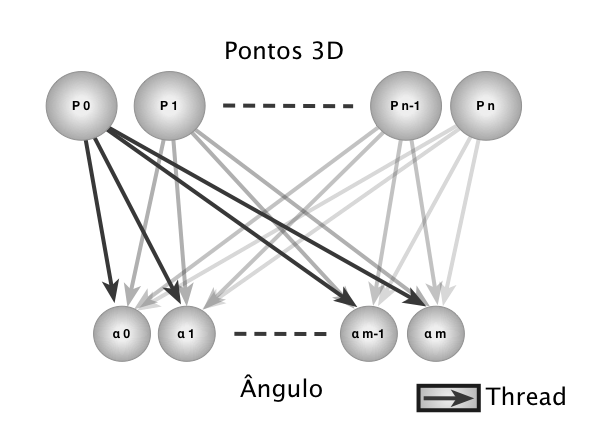 Pontos 3D
P 0 P 1 P n-1 P n
α 0 α 1 α m-1 α m
Ângulo
Thread